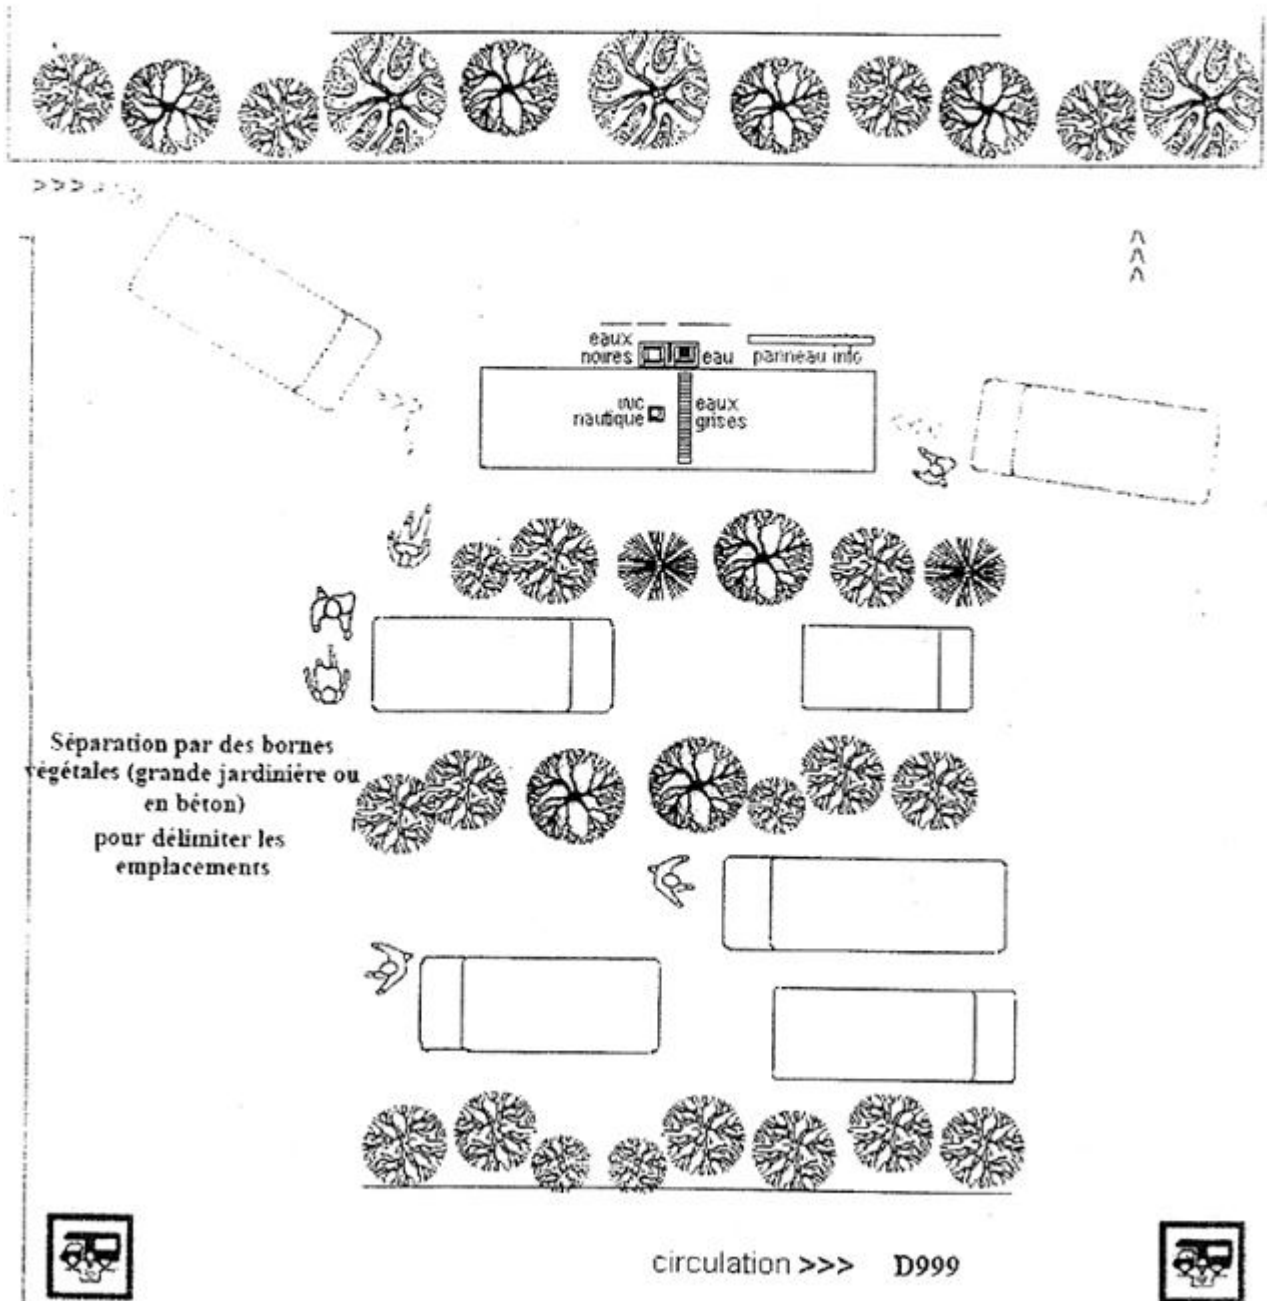 >>>
eaux
noires
eau
panneau info
wc
nautique
eaux
grises
Séparation par des bornes
végétales (grande jardinière ou
en béton)
pour délimiter les
emplacements
circulation >>> D999